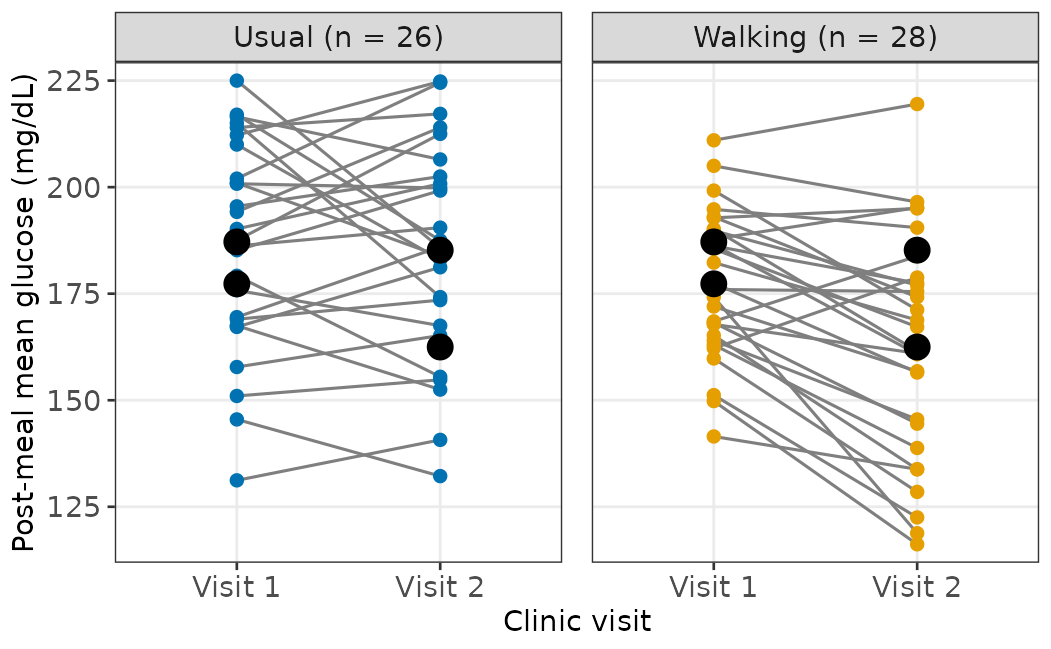 Usual (n = 26)
Walking (n = 28)
Post-meal mean glucose (mg/dL)
225
200
175
150
125
Visit 1
Visit 2
Visit 1
Visit 2
Clinic visit